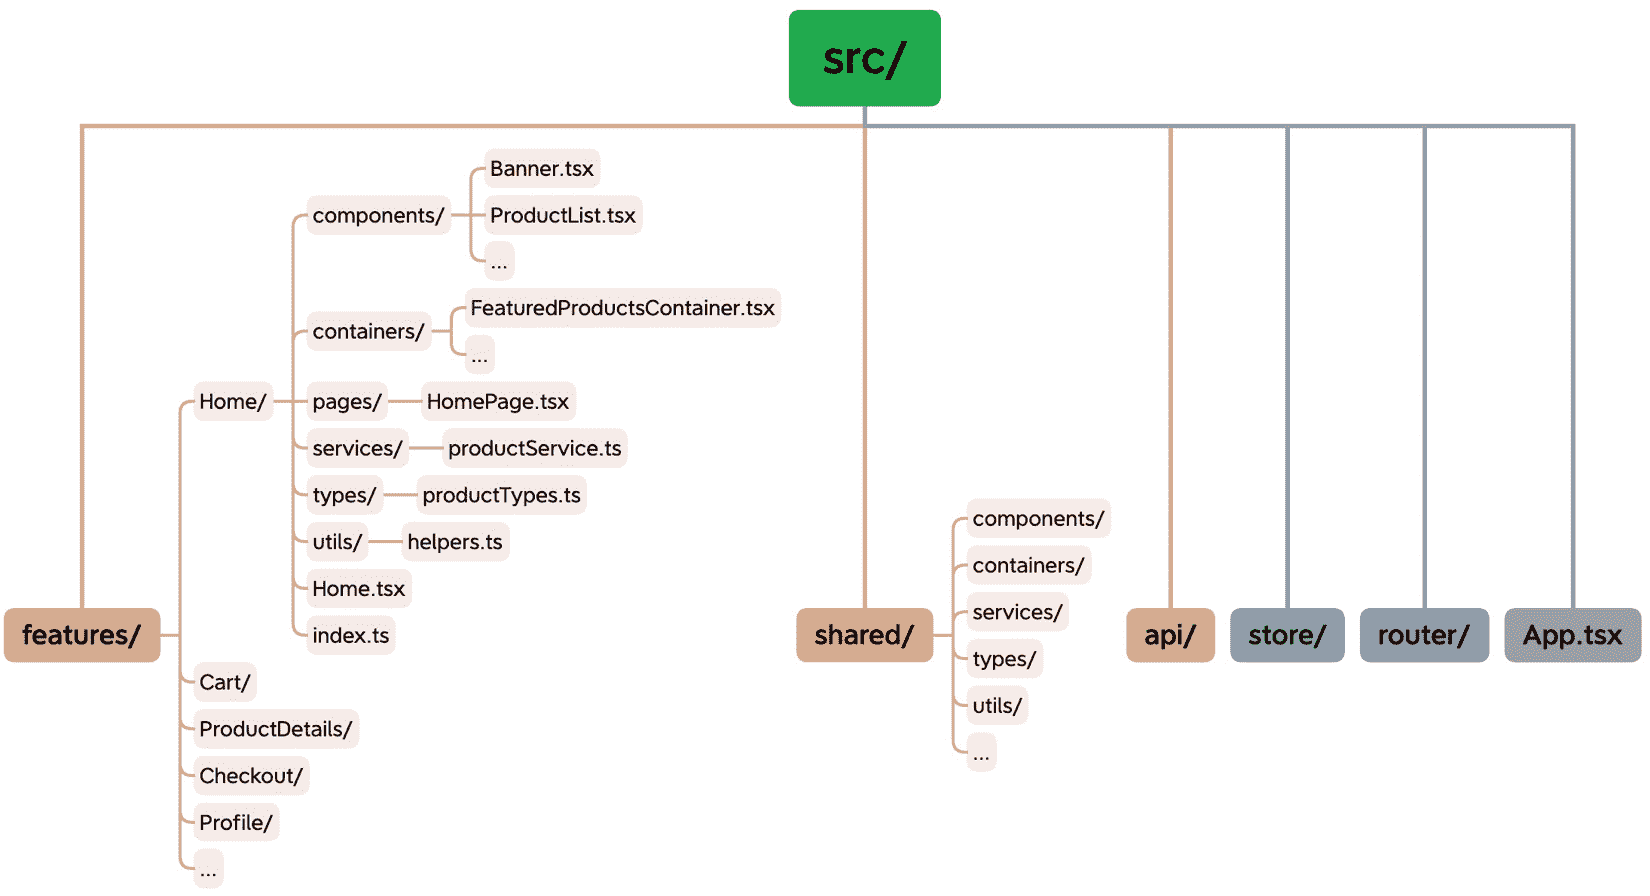 src/
features/
Home/
components/
Banner.tsx
ProductList.tsx
...
containers/
FeaturedProductsContainer.tsx
...
pages/
HomePage.tsx
services/
productService.ts
types/
productTypes.ts
utils/
helpers.ts
Home.tsx
index.ts
Cart/
ProductDetails/
Checkout/
Profile/
...
shared/
components/
containers/
services/
types/
utils/
...
api/
store/
router/
App.tsx